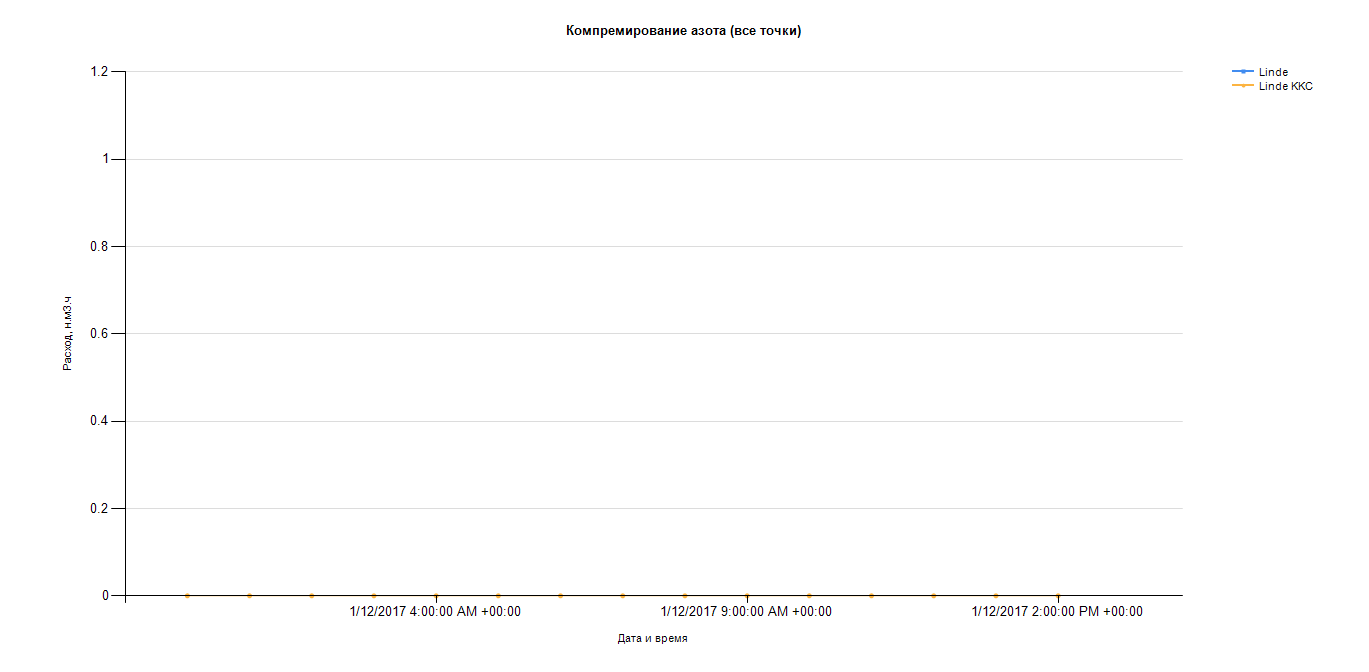 Компремирование азота (все точки)
Linde
Linde KKC
1.2
1
0.8
0.6
0.4
0.2
0
Расход, н.м3.ч
1/12/2017 4:00:00 AM +00:00
1/12/2017 9:00:00 AM +00:00
1/12/2017 2:00:00 PM +00:00
Дата и время